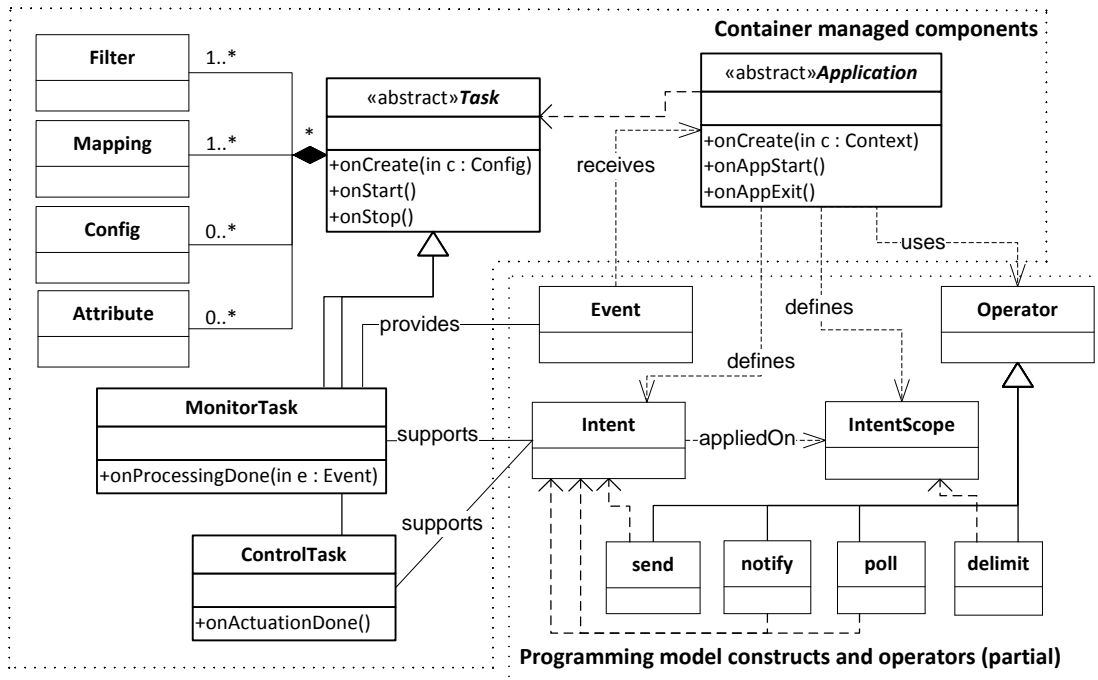 Container managed components
Filter
1..*
Mapping
1..*
Config
0..*
Attribute
0..*
*
«abstract»Task
+onCreate(in c : Config)
+onStart()
+onStop()
«abstract»Application
+onCreate(in c : Context)
+onAppStart()
+onAppExit()
receives
uses
provides
Event
defines
defines
Operator
MonitorTask
+onProcessingDone(in e : Event)
supports
Intent
appliedOn
IntentScope
supports
ControlTask
+onActuationDone()
send
notify
poll
delimit
Programming model constructs and operators (partial)